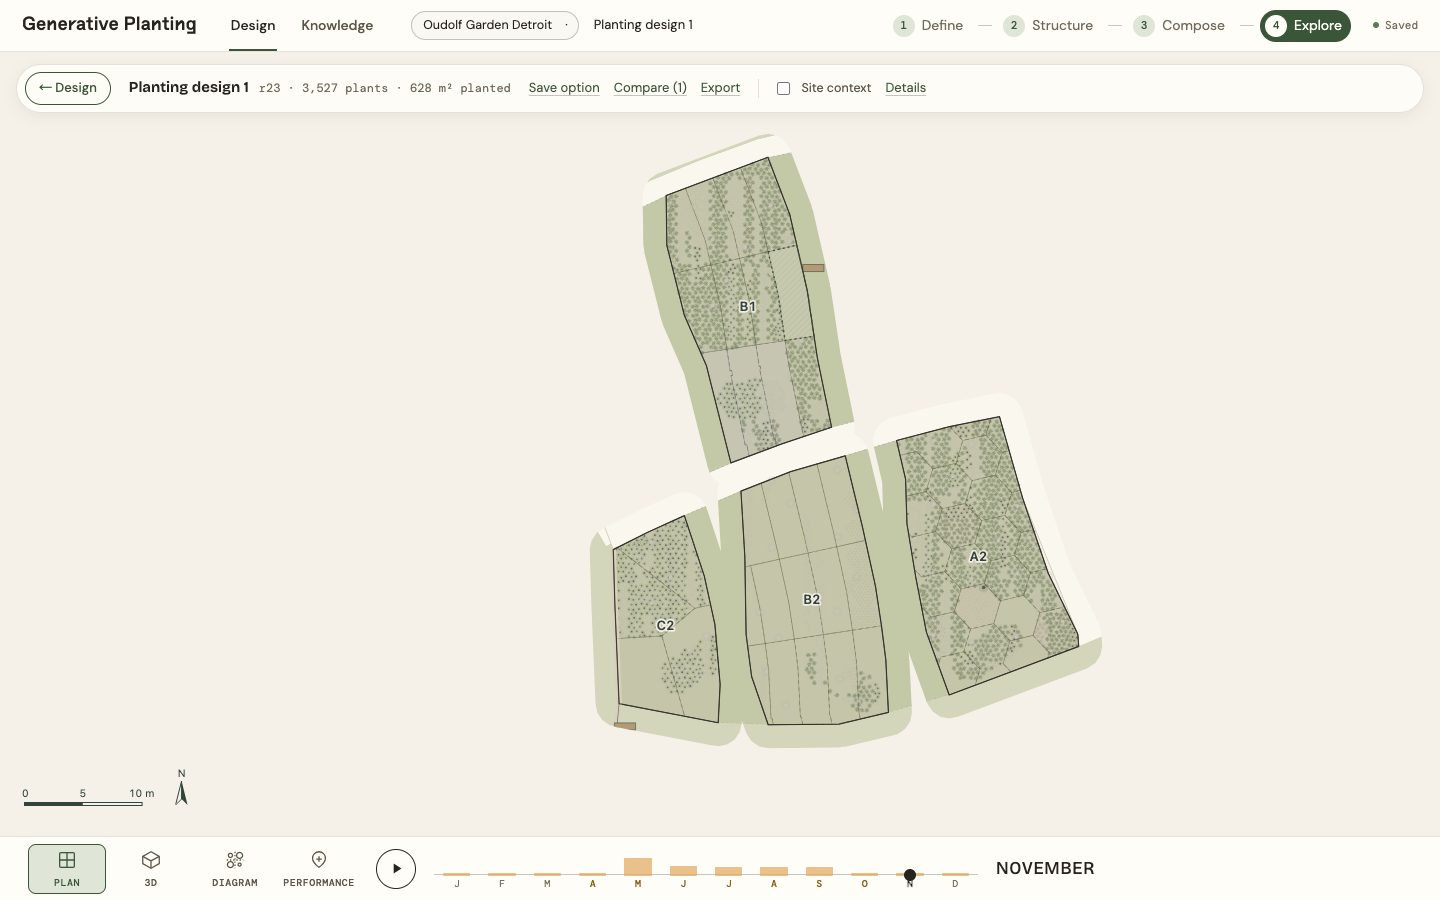 Generative Planting
Design
Knowledge
Oudolf Garden Detroit ·
Planting design 1
1 Define
2 Structure
3 Compose
4 Explore
Saved
← Design
Planting design 1
r23 · 3,527 plants · 628 m² planted
Save option
Compare (1)
Export
Site context
Details
B1
A2
B2
C2
N
0 5 10 m
PLAN
3D
DIAGRAM
PERFORMANCE
J F M A M J J A S O N D
NOVEMBER